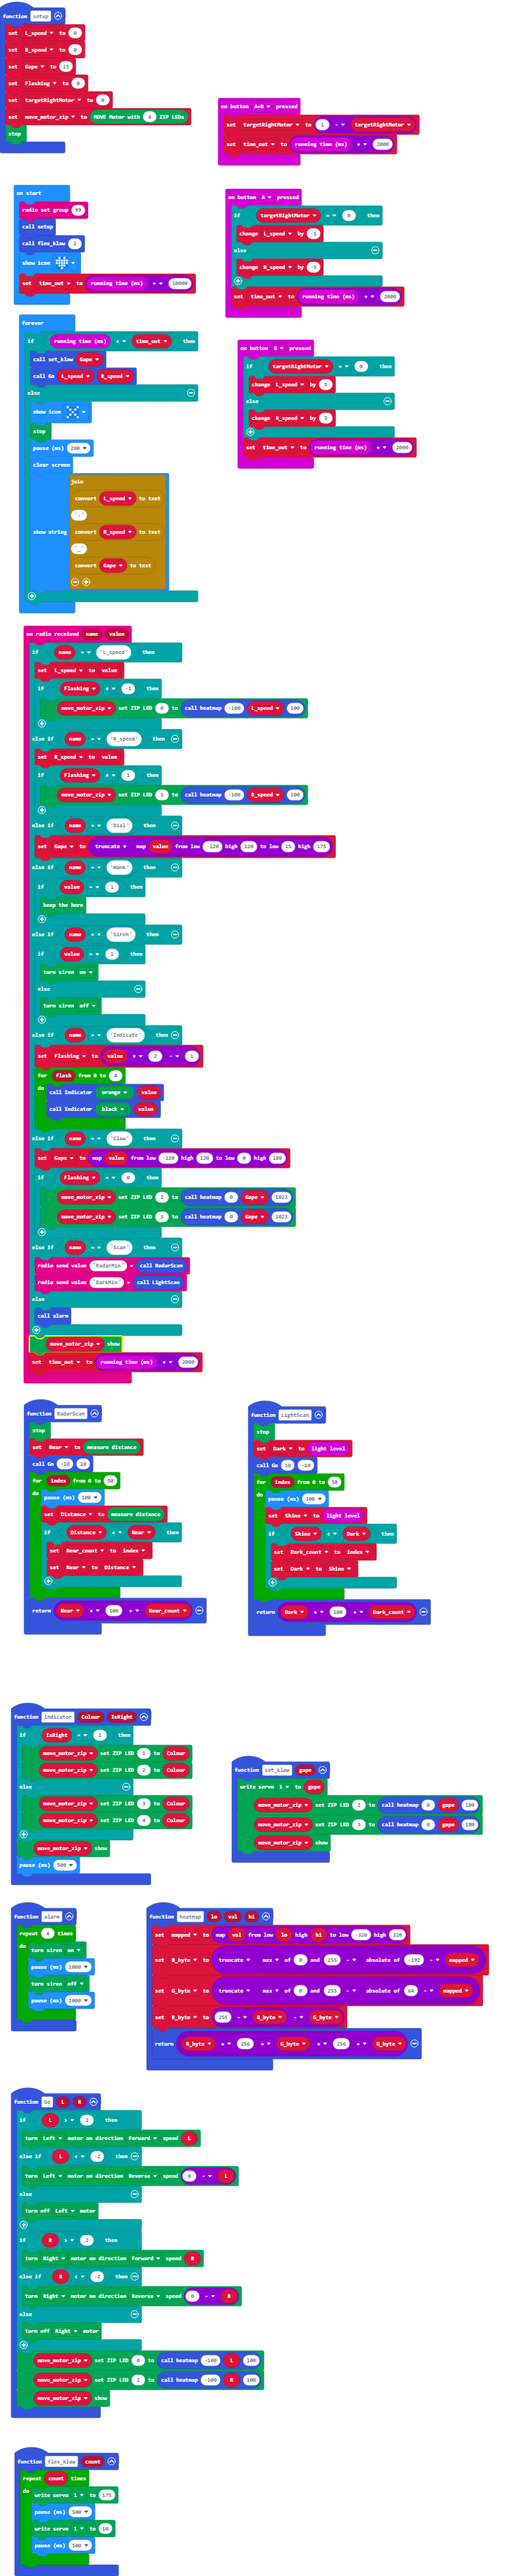 function setup
set L_speed to 0
set R_speed to 0
set Gape to 15
set Flashing to 0
set targetRightMotor to 0
set move_motor_zip to MOVE Motor with 4 ZIP LEDs
stop
on button A+B pressed
set targetRightMotor to 1 - targetRightMotor
set time_out to running time (ms) + 2000
on start
radio set group 99
call setup
call flex_klaw 2
show icon
set time_out to running time (ms) + 10000
on button A pressed
if targetRightMotor = 0 then
change L_speed by -5
else
change R_speed by -5
set time_out to running time (ms) + 2000
forever
if running time (ms) < time_out then
call set_klaw Gape
call Go L_speed R_speed
else
show icon
stop
pause (ms) 200
clear screen
show string
join
convert L_speed to text
":"
convert R_speed to text
"_"
convert Gape to text
on button B pressed
if targetRightMotor = 0 then
change L_speed by 5
else
change R_speed by 5
set time_out to running time (ms) + 2000
on radio received name value
if name = "L_speed" then
set L_speed to value
if Flashing ≠ -1 then
move_motor_zip set ZIP LED 0 to call heatmap -100 L_speed 100
else if name = "R_speed" then
set R_speed to value
if Flashing ≠ 1 then
move_motor_zip set ZIP LED 1 to call heatmap -100 R_speed 100
else if name = "Dial" then
set Gape to truncate map value from low -120 high 120 to low 15 high 175
else if name = "Honk" then
if value = 1 then
beep the horn
else if name = "Siren" then
if value = 1 then
turn siren on
else
turn siren off
else if name = "Indicate" then
set Flashing to value × 2 - 1
for flash from 0 to 4
do
call Indicator orange value
call Indicator black value
else if name = "Claw" then
set Gape to map value from low -120 high 120 to low 0 high 180
if Flashing = 0 then
move_motor_zip set ZIP LED 2 to call heatmap 0 Gape 1023
move_motor_zip set ZIP LED 3 to call heatmap 0 Gape 1023
else if name = "Scan" then
radio send value "RadarMin" = call RadarScan
radio send value "DarkMin" = call LightScan
else
call alarm
move_motor_zip show
set time_out to running time (ms) + 2000
function RadarScan
stop
set Near to measure distance
call Go -10 10
for index from 0 to 50
do
pause (ms) 100
set Distance to measure distance
if Distance < Near then
set Near_count to index
set Near to Distance
return Near × 100 + Near_count
function LightScan
stop
set Dark to light level
call Go 10 -10
for index from 0 to 50
do
pause (ms) 100
set Shine to light level
if Shine < Dark then
set Dark_count to index
set Dark to Shine
return Dark × 100 + Dark_count
function Indicator Colour IsRight
if IsRight = 1 then
move_motor_zip set ZIP LED 1 to Colour
move_motor_zip set ZIP LED 2 to Colour
else
move_motor_zip set ZIP LED 3 to Colour
move_motor_zip set ZIP LED 4 to Colour
move_motor_zip show
pause (ms) 500
function set_klaw gape
write servo 1 to gape
move_motor_zip set ZIP LED 2 to call heatmap 0 gape 180
move_motor_zip set ZIP LED 3 to call heatmap 0 gape 180
move_motor_zip show
function alarm
repeat 4 times
do
turn siren on
pause (ms) 1000
turn siren off
pause (ms) 1000
function heatmap lo val hi
set mapped to map val from low lo high hi to low -320 high 320
set B_byte to truncate max of 0 and 255 - absolute of -192 - mapped
set G_byte to truncate max of 0 and 255 - absolute of 64 - mapped
set R_byte to 255 - B_byte - G_byte
return R_byte × 256 + G_byte × 256 + B_byte
function Go L R
if L > 2 then
turn Left motor on direction Forward speed L
else if L < -2 then
turn Left motor on direction Reverse speed 0 - L
else
turn off Left motor
if R > 2 then
turn Right motor on direction Forward speed R
else if R < -2 then
turn Right motor on direction Reverse speed 0 - R
else
turn off Right motor
move_motor_zip set ZIP LED 0 to call heatmap -100 L 100
move_motor_zip set ZIP LED 1 to call heatmap -100 R 100
move_motor_zip show
function flex_klaw count
repeat count times
do
write servo 1 to 175
pause (ms) 500
write servo 1 to 10
pause (ms) 500